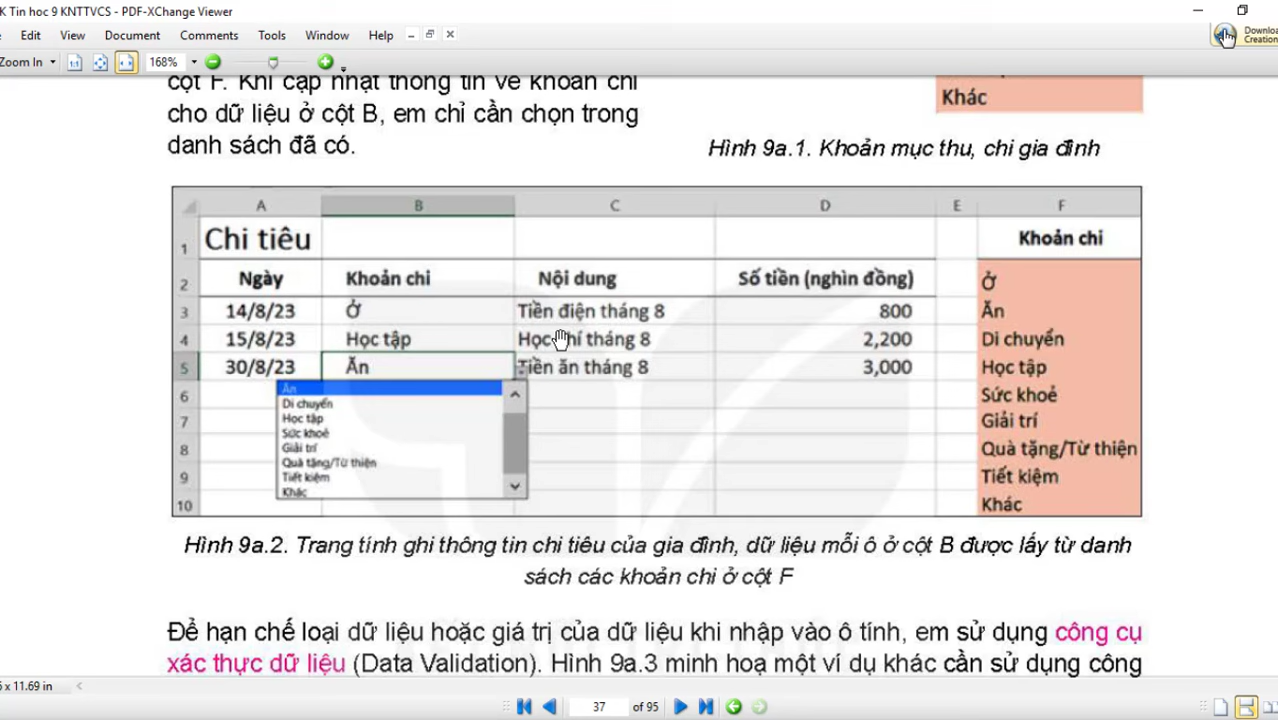 K Tin hoc 9 KNTTVCS - PDF-XChange Viewer
Edit View Document Comments Tools Window Help
Download
Creation
Zoom In 168%
cột F. Khi cập nhật thông tin về khoản chi
cho dữ liệu ở cột B, em chỉ cần chọn trong
danh sách đã có.
Khác
Hình 9a.1. Khoản mục thu, chi gia đình
A B C D E F
1 Chi tiêu Khoản chi
2 Ngày Khoản chi Nội dung Số tiền (nghìn đồng) Ở
3 14/8/23 Ở Tiền điện tháng 8 800 Ăn
4 15/8/23 Học tập Học phí tháng 8 2,200 Di chuyển
5 30/8/23 Ăn Tiền ăn tháng 8 3,000 Học tập
6 Sức khoẻ
7 Giải trí
8 Quà tặng/Từ thiện
9 Tiết kiệm
10 Khác
Ăn
Di chuyển
Học tập
Sức khoẻ
Giải trí
Quà tặng/Từ thiện
Tiết kiệm
Khác
Hình 9a.2. Trang tính ghi thông tin chi tiêu của gia đình, dữ liệu mỗi ô ở cột B được lấy từ danh
sách các khoản chi ở cột F
Để hạn chế loại dữ liệu hoặc giá trị của dữ liệu khi nhập vào ô tính, em sử dụng công cụ
xác thực dữ liệu (Data Validation). Hình 9a.3 minh hoạ một ví dụ khác cần sử dụng công
x 11.69 in
37 of 95